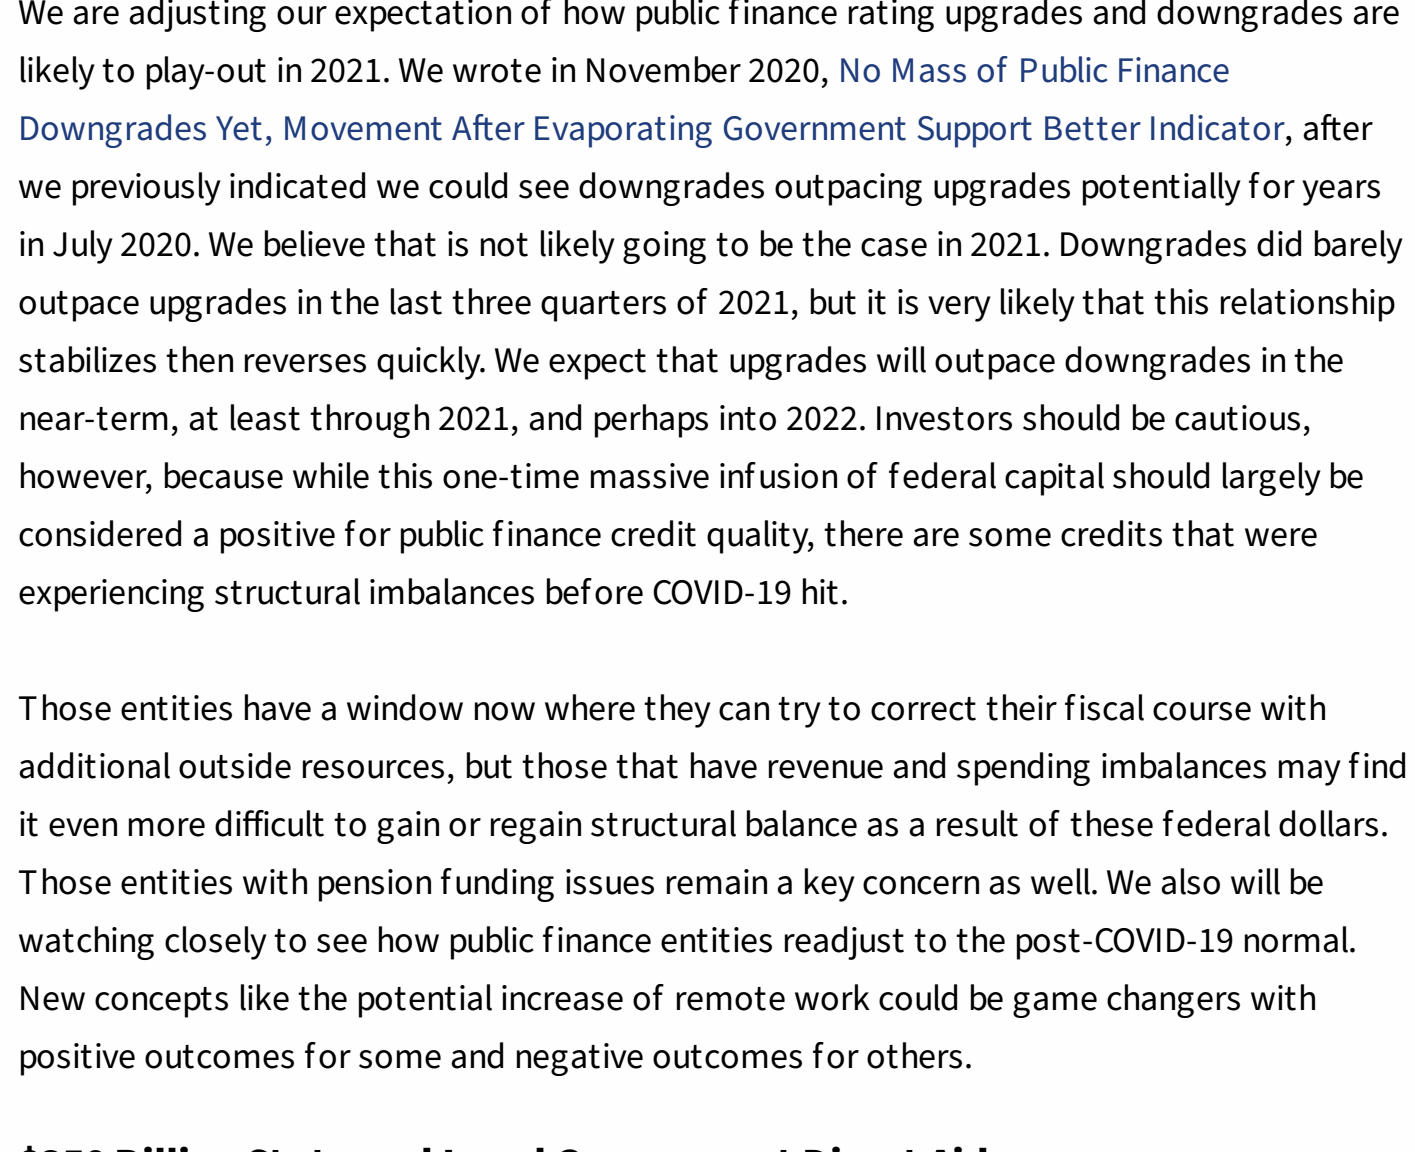 We are adjusting our expectation of how public finance rating upgrades and downgrades are
likely to play-out in 2021. We wrote in November 2020, No Mass of Public Finance
Downgrades Yet, Movement After Evaporating Government Support Better Indicator, after
we previously indicated we could see downgrades outpacing upgrades potentially for years
in July 2020. We believe that is not likely going to be the case in 2021. Downgrades did barely
outpace upgrades in the last three quarters of 2021, but it is very likely that this relationship
stabilizes then reverses quickly. We expect that upgrades will outpace downgrades in the
near-term, at least through 2021, and perhaps into 2022. Investors should be cautious,
however, because while this one-time massive infusion of federal capital should largely be
considered a positive for public finance credit quality, there are some credits that were
experiencing structural imbalances before COVID-19 hit.
Those entities have a window now where they can try to correct their fiscal course with
additional outside resources, but those that have revenue and spending imbalances may find
it even more difficult to gain or regain structural balance as a result of these federal dollars.
Those entities with pension funding issues remain a key concern as well. We also will be
watching closely to see how public finance entities readjust to the post-COVID-19 normal.
New concepts like the potential increase of remote work could be game changers with
positive outcomes for some and negative outcomes for others.